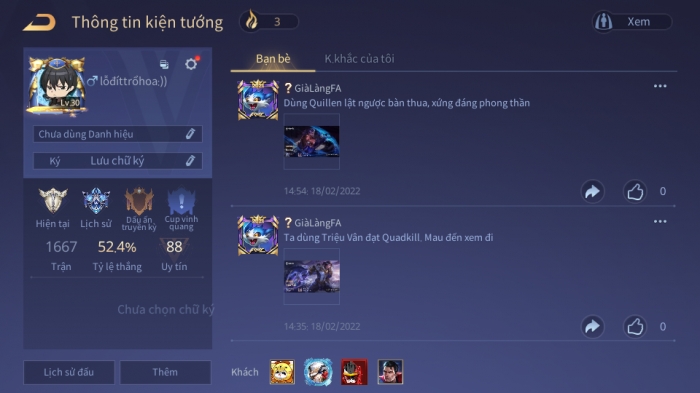 Thông tin kiện tướng
3
Xem
lồđíttrổhoa:))
Lv.30
Chưa dùng Danh hiệu
Ký Lưu chữ ký
Hiện tại
Lịch sử
Dấu ấn truyền kỳ
Cup vinh quang
1667
52,4%
88
Trận
Tỷ lệ thắng
Uy tín
Chưa chọn chữ ký
Lịch sử đấu
Thêm
Bạn bè
K.khắc của tôi
? GiàLàngFA
Dùng Quillen lật ngược bàn thua, xứng đáng phong thần
14:54: 18/02/2022
0
? GiàLàngFA
Ta dùng Triệu Vân đạt Quadkill. Mau đến xem đi
14:35: 18/02/2022
0
Khách